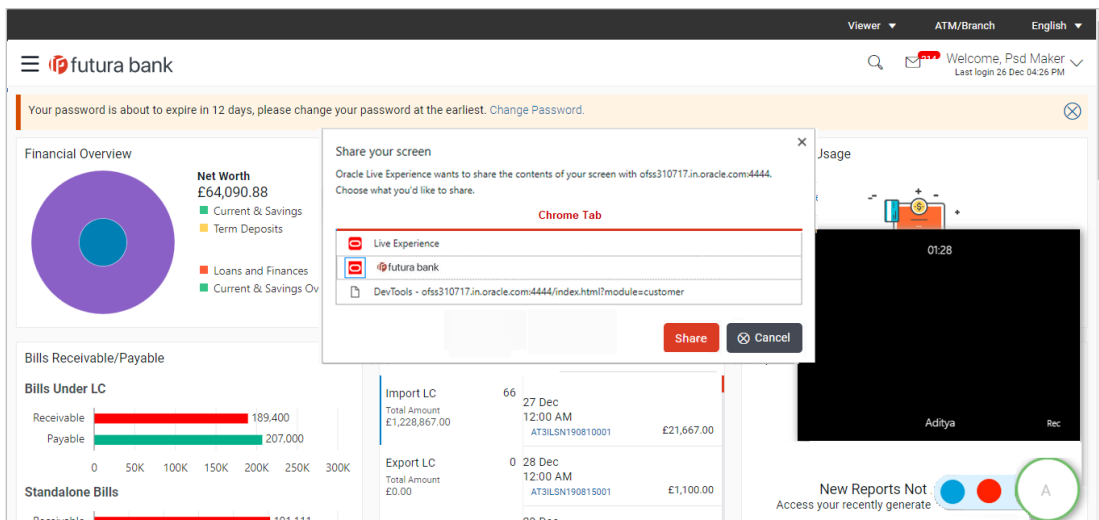 Viewer ATM/Branch English
futura bank
Welcome, Psd Maker
Last login 26 Dec 04:26 PM
Your password is about to expire in 12 days, please change your password at the earliest. Change Password.
Financial Overview
Net Worth
£64,090.88
Current & Savings
Term Deposits
Loans and Finances
Current & Savings Ov
Share your screen
Oracle Live Experience wants to share the contents of your screen with ofss310717.in.oracle.com:4444.
Choose what you'd like to share.
Chrome Tab
Live Experience
futura bank
DevTools - ofss310717.in.oracle.com:4444/index.html?module=customer
Share Cancel
Usage
01:28
Aditya Rec
Bills Receivable/Payable
Bills Under LC
Receivable 189.400
Payable 207.000
0 50K 100K 150K 200K 250K 300K
Standalone Bills
Import LC 66
Total Amount
£1,228,867.00
27 Dec
12:00 AM
AT3ILSN190810001 £21,667.00
Export LC 0
Total Amount
£0.00
28 Dec
12:00 AM
AT3ILSN190815001 £1,100.00
New Reports Not
Access your recently generate
A